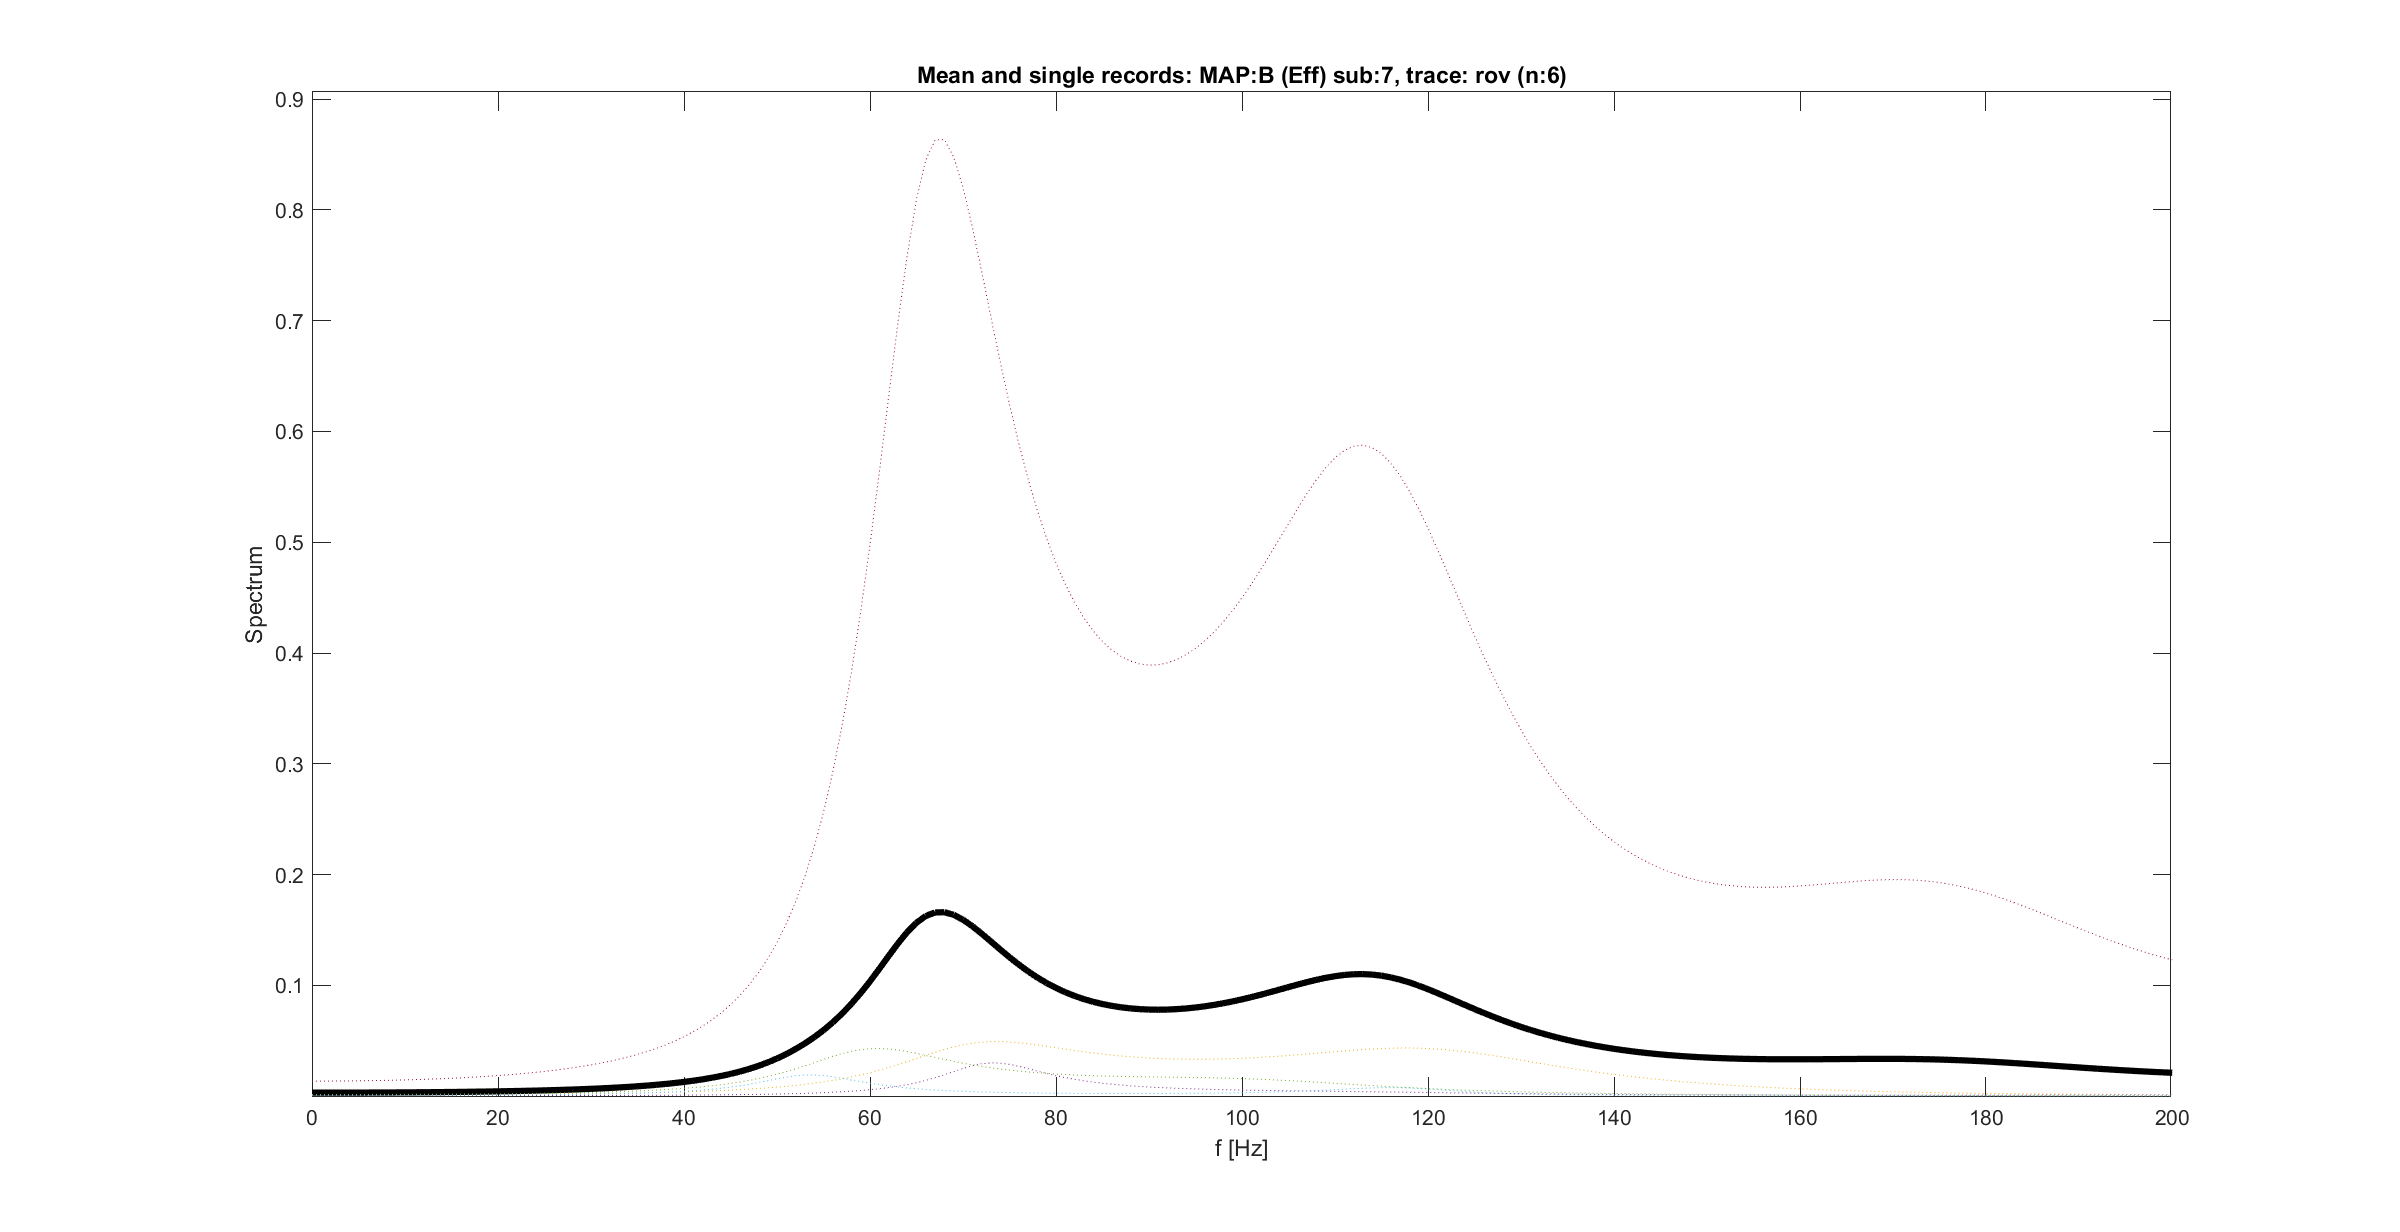 Mean and single records: MAP:B (Eff) sub:7, trace: rov (n:6)
0.9
0.8
0.7
0.6
0.5
0.4
0.3
0.2
0.1
Spectrum
0 20 40 60 80 100 120 140 160 180 200
f [Hz]